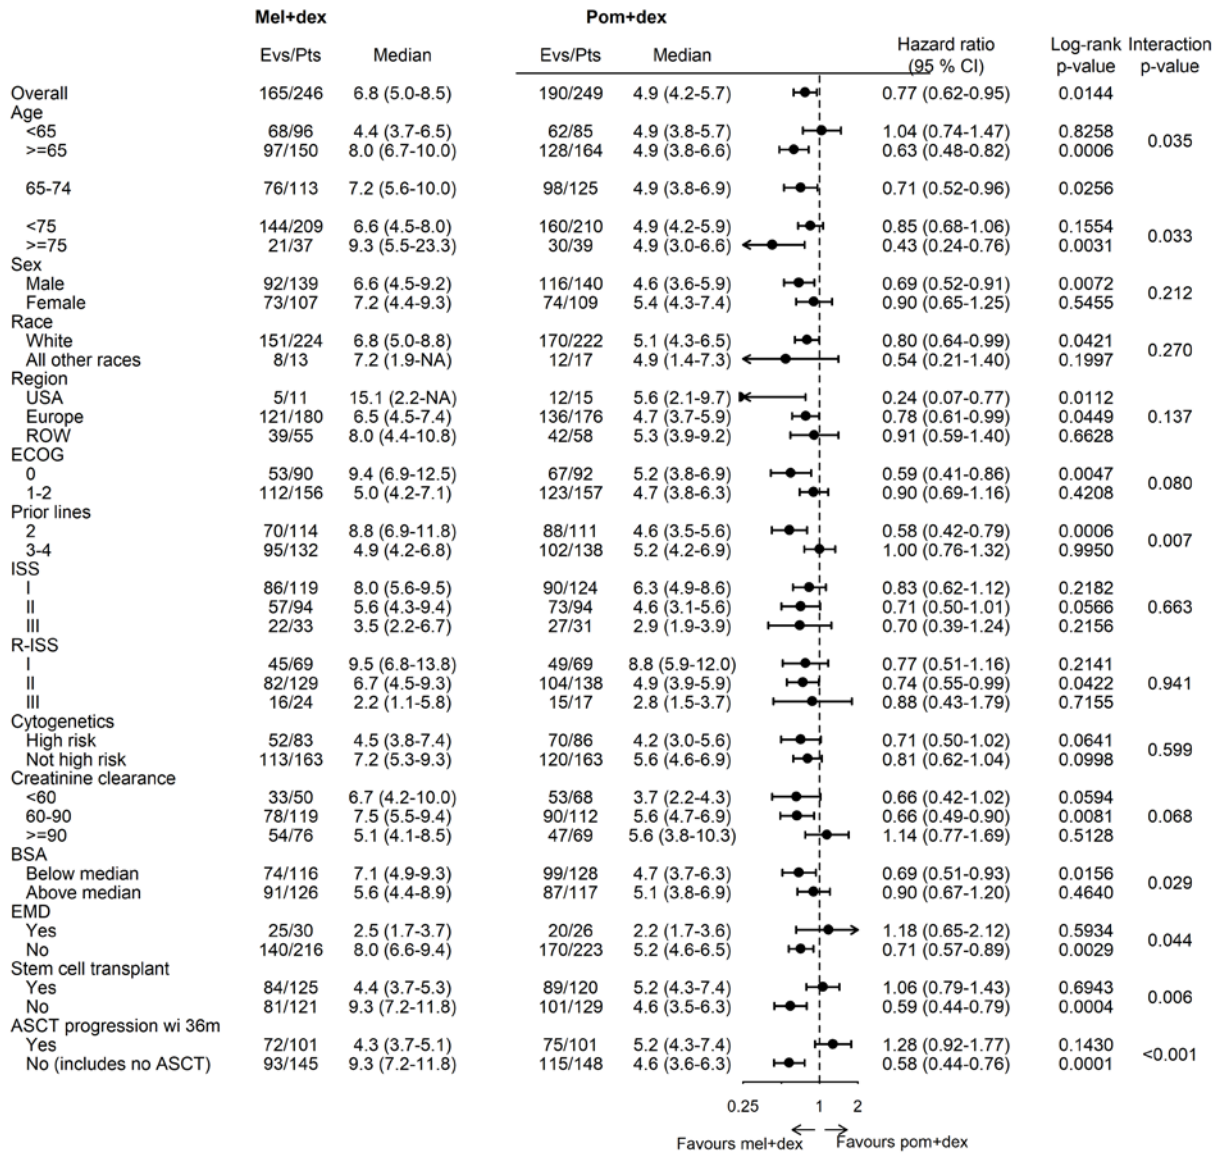 Mel+dex Pom+dex
Evs/Pts Median Evs/Pts Median Hazard ratio (95 % CI) Log-rank p-value Interaction p-value
Overall 165/246 6.8 (5.0-8.5) 190/249 4.9 (4.2-5.7) 0.77 (0.62-0.95) 0.0144
Age
<65 68/96 4.4 (3.7-6.5) 62/85 4.9 (3.8-5.7) 1.04 (0.74-1.47) 0.8258
0.035
>=65 97/150 8.0 (6.7-10.0) 128/164 4.9 (3.8-6.6) 0.63 (0.48-0.82) 0.0006
65-74 76/113 7.2 (5.6-10.0) 98/125 4.9 (3.8-6.9) 0.71 (0.52-0.96) 0.0256
<75 144/209 6.6 (4.5-8.0) 160/210 4.9 (4.2-5.9) 0.85 (0.68-1.06) 0.1554
0.033
>=75 21/37 9.3 (5.5-23.3) 30/39 4.9 (3.0-6.6) 0.43 (0.24-0.76) 0.0031
Sex
Male 92/139 6.6 (4.5-9.2) 116/140 4.6 (3.6-5.9) 0.69 (0.52-0.91) 0.0072
0.212
Female 73/107 7.2 (4.4-9.3) 74/109 5.4 (4.3-7.4) 0.90 (0.65-1.25) 0.5455
Race
White 151/224 6.8 (5.0-8.8) 170/222 5.1 (4.3-6.5) 0.80 (0.64-0.99) 0.0421
0.270
All other races 8/13 7.2 (1.9-NA) 12/17 4.9 (1.4-7.3) 0.54 (0.21-1.40) 0.1997
Region
USA 5/11 15.1 (2.2-NA) 12/15 5.6 (2.1-9.7) 0.24 (0.07-0.77) 0.0112
Europe 121/180 6.5 (4.5-7.4) 136/176 4.7 (3.7-5.9) 0.78 (0.61-0.99) 0.0449 0.137
ROW 39/55 8.0 (4.4-10.8) 42/58 5.3 (3.9-9.2) 0.91 (0.59-1.40) 0.6628
ECOG
0 53/90 9.4 (6.9-12.5) 67/92 5.2 (3.8-6.9) 0.59 (0.41-0.86) 0.0047
0.080
1-2 112/156 5.0 (4.2-7.1) 123/157 4.7 (3.8-6.3) 0.90 (0.69-1.16) 0.4208
Prior lines
2 70/114 8.8 (6.9-11.8) 88/111 4.6 (3.5-5.6) 0.58 (0.42-0.79) 0.0006
0.007
3-4 95/132 4.9 (4.2-6.8) 102/138 5.2 (4.2-6.9) 1.00 (0.76-1.32) 0.9950
ISS
I 86/119 8.0 (5.6-9.5) 90/124 6.3 (4.9-8.6) 0.83 (0.62-1.12) 0.2182
II 57/94 5.6 (4.3-9.4) 73/94 4.6 (3.1-5.6) 0.71 (0.50-1.01) 0.0566 0.663
III 22/33 3.5 (2.2-6.7) 27/31 2.9 (1.9-3.9) 0.70 (0.39-1.24) 0.2156
R-ISS
I 45/69 9.5 (6.8-13.8) 49/69 8.8 (5.9-12.0) 0.77 (0.51-1.16) 0.2141
II 82/129 6.7 (4.5-9.3) 104/138 4.9 (3.9-5.9) 0.74 (0.55-0.99) 0.0422 0.941
III 16/24 2.2 (1.1-5.8) 15/17 2.8 (1.5-3.7) 0.88 (0.43-1.79) 0.7155
Cytogenetics
High risk 52/83 4.5 (3.8-7.4) 70/86 4.2 (3.0-5.6) 0.71 (0.50-1.02) 0.0641
0.599
Not high risk 113/163 7.2 (5.3-9.3) 120/163 5.6 (4.6-6.9) 0.81 (0.62-1.04) 0.0998
Creatinine clearance
<60 33/50 6.7 (4.2-10.0) 53/68 3.7 (2.2-4.3) 0.66 (0.42-1.02) 0.0594
60-90 78/119 7.5 (5.5-9.4) 90/112 5.6 (4.7-6.9) 0.66 (0.49-0.90) 0.0081 0.068
>=90 54/76 5.1 (4.1-8.5) 47/69 5.6 (3.8-10.3) 1.14 (0.77-1.69) 0.5128
BSA
Below median 74/116 7.1 (4.9-9.3) 99/128 4.7 (3.7-6.3) 0.69 (0.51-0.93) 0.0156
0.029
Above median 91/126 5.6 (4.4-8.9) 87/117 5.1 (3.8-6.9) 0.90 (0.67-1.20) 0.4640
EMD
Yes 25/30 2.5 (1.7-3.7) 20/26 2.2 (1.7-3.6) 1.18 (0.65-2.12) 0.5934
0.044
No 140/216 8.0 (6.6-9.4) 170/223 5.2 (4.6-6.5) 0.71 (0.57-0.89) 0.0029
Stem cell transplant
Yes 84/125 4.4 (3.7-5.3) 89/120 5.2 (4.3-7.4) 1.06 (0.79-1.43) 0.6943
0.006
No 81/121 9.3 (7.2-11.8) 101/129 4.6 (3.5-6.3) 0.59 (0.44-0.79) 0.0004
ASCT progression wi 36m
Yes 72/101 4.3 (3.7-5.1) 75/101 5.2 (4.3-7.4) 1.28 (0.92-1.77) 0.1430
<0.001
No (includes no ASCT) 93/145 9.3 (7.2-11.8) 115/148 4.6 (3.6-6.3) 0.58 (0.44-0.76) 0.0001
0.25 1 2
Favours mel+dex Favours pom+dex